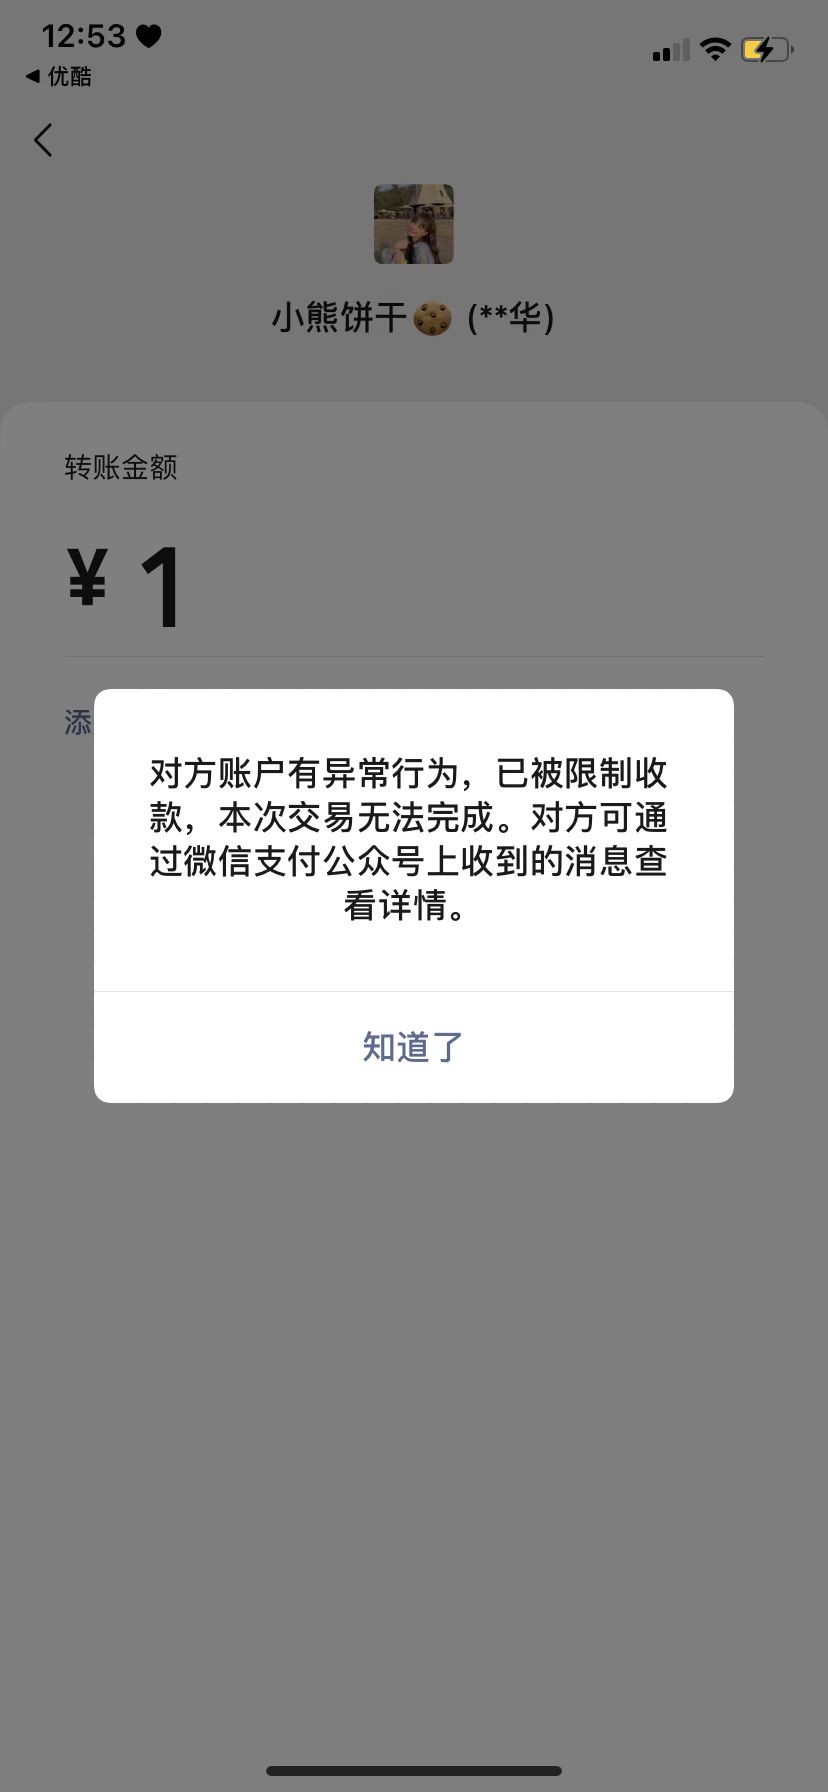 12:53
优酷
小熊饼干🍪 (**华)
转账金额
¥ 1
添
对方账户有异常行为，已被限制收
款，本次交易无法完成。对方可通
过微信支付公众号上收到的消息查
看详情。
知道了